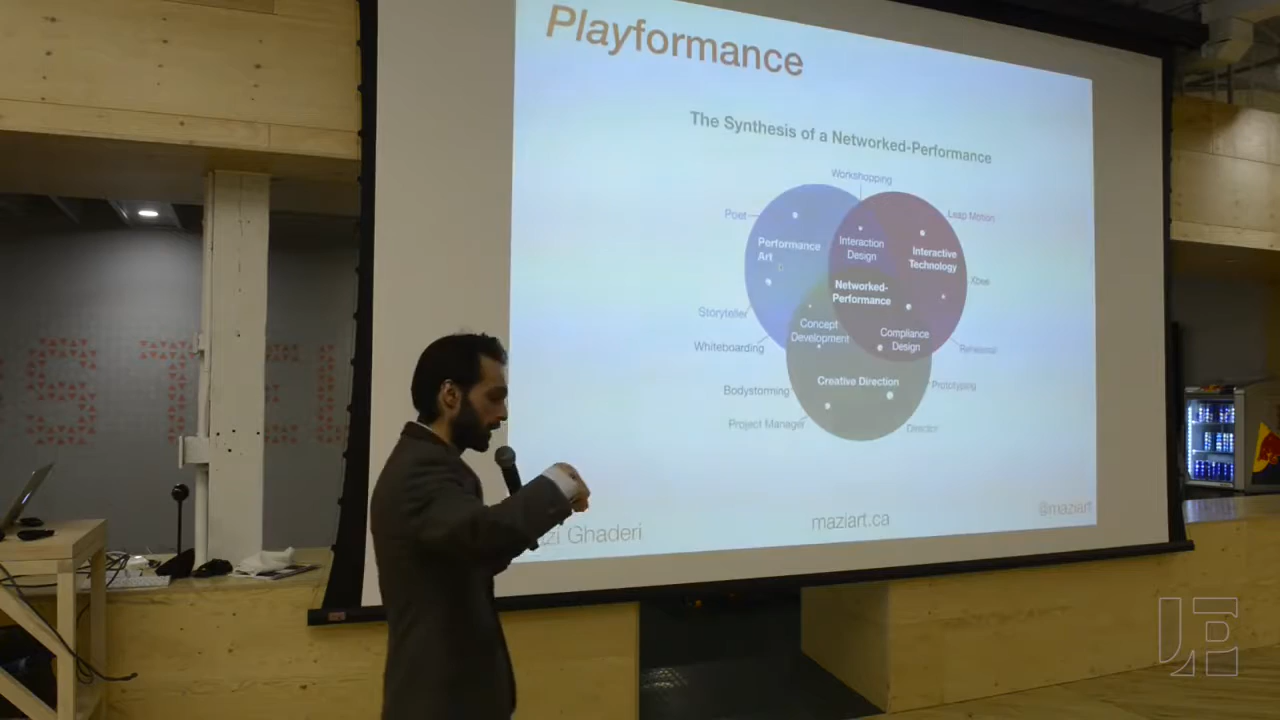 Playformance
The Synthesis of a Networked-Performance
Workshopping
Poet
Leap Motion
Performance
Art
Interaction
Design
Interactive
Technology
Xbee
Networked-
Performance
Storyteller
Concept
Development
Compliance
Design
Whiteboarding
Rehearsal
Creative Direction
Prototyping
Bodystorming
Project Manager
Director
zi Ghaderi
maziart.ca
@maziart